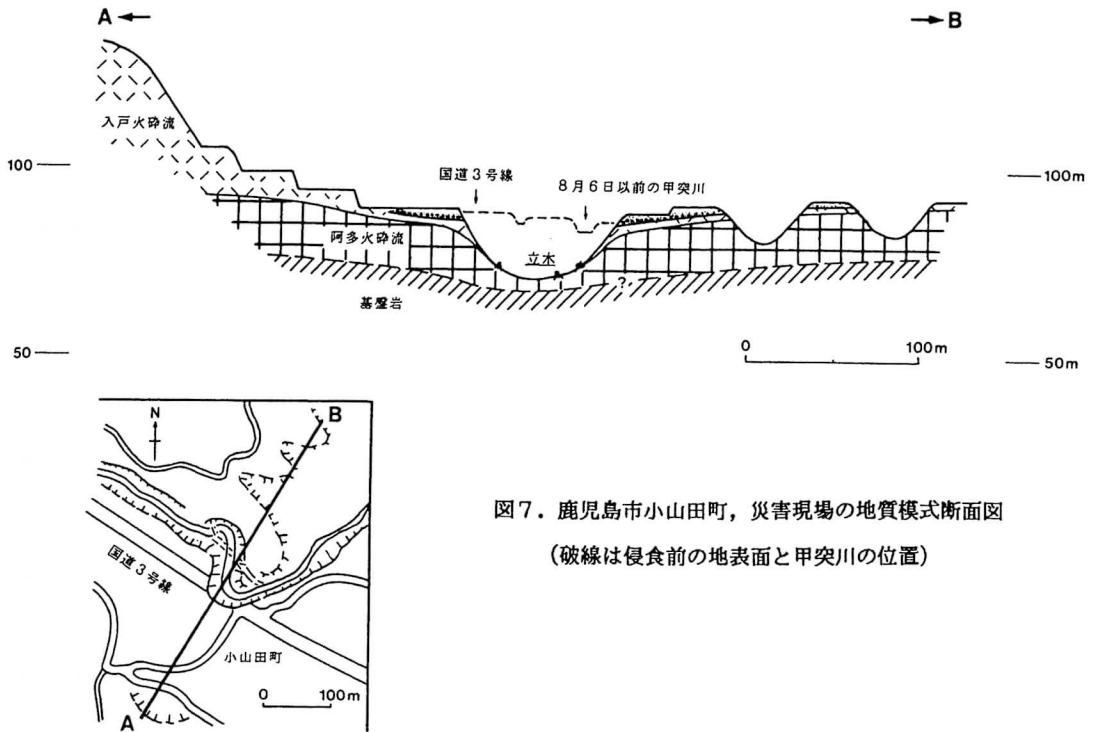 A
B
入戸火砕流
100
国道3号線
8月6日以前の甲突川
100m
阿多火砕流
立木
?
基盤岩
0
100m
50
50m
N
B
国道3号線
小山田町
0
100m
A
図7. 鹿児島市小山田町,災害現場の地質模式断面図
(破線は侵食前の地表面と甲突川の位置)